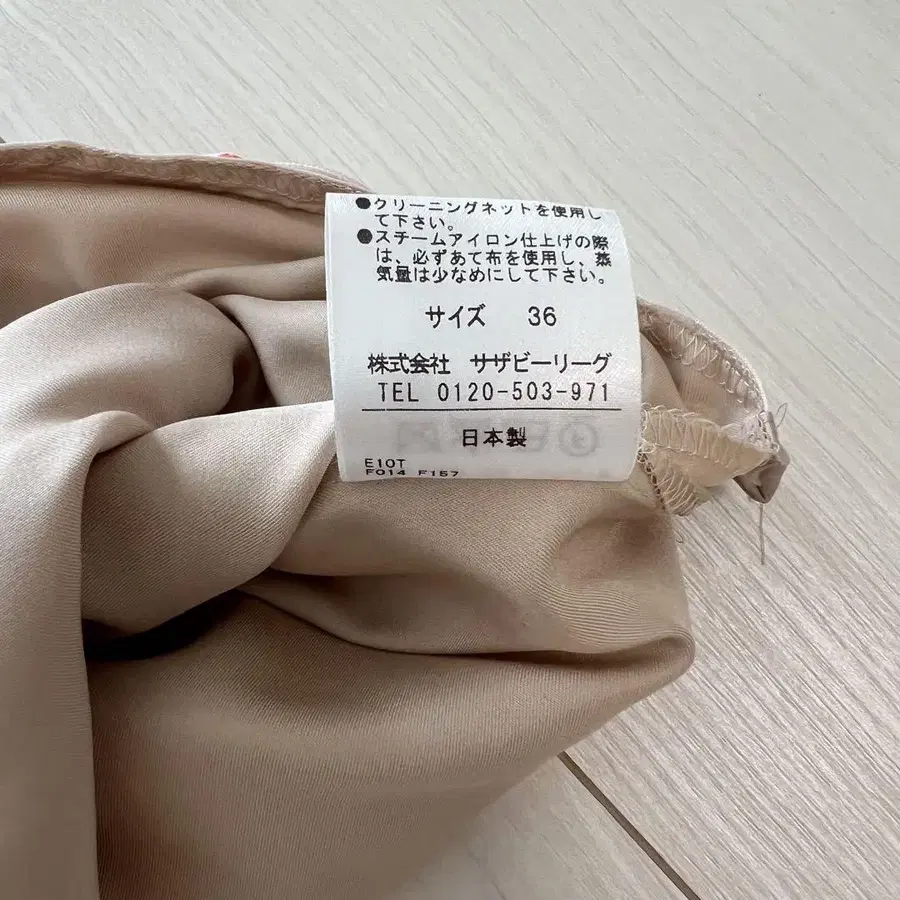 ●クリーニングネットを使用し
て下さい。
●スチームアイロン仕上げの際
は、必ずあて布を使用し、蒸
気量は少なめにして下さい。
サイズ 36
株式会社 サザビーリーグ
TEL 0120-503-971
日本製
E10T
F014 F157